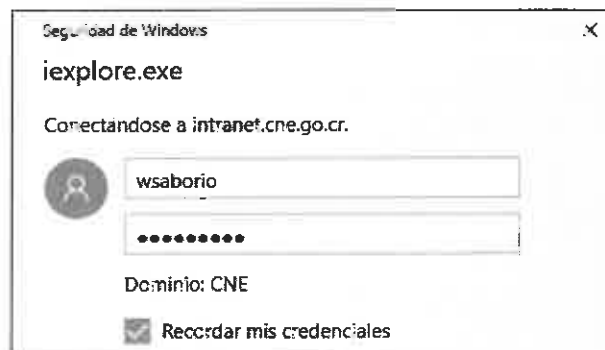 Seguridad de Windows
iexplore.exe
Conectándose a intranet.cne.go.cr.
wsaborio
•••••••••
Dominio: CNE
Recordar mis credenciales